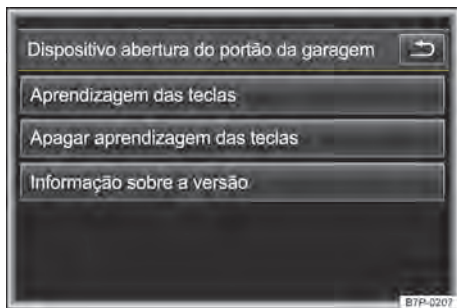 Dispositivo abertura do portão da garagem
Aprendizagem das teclas
Apagar aprendizagem das teclas
Informação sobre a versão
B7P-0207